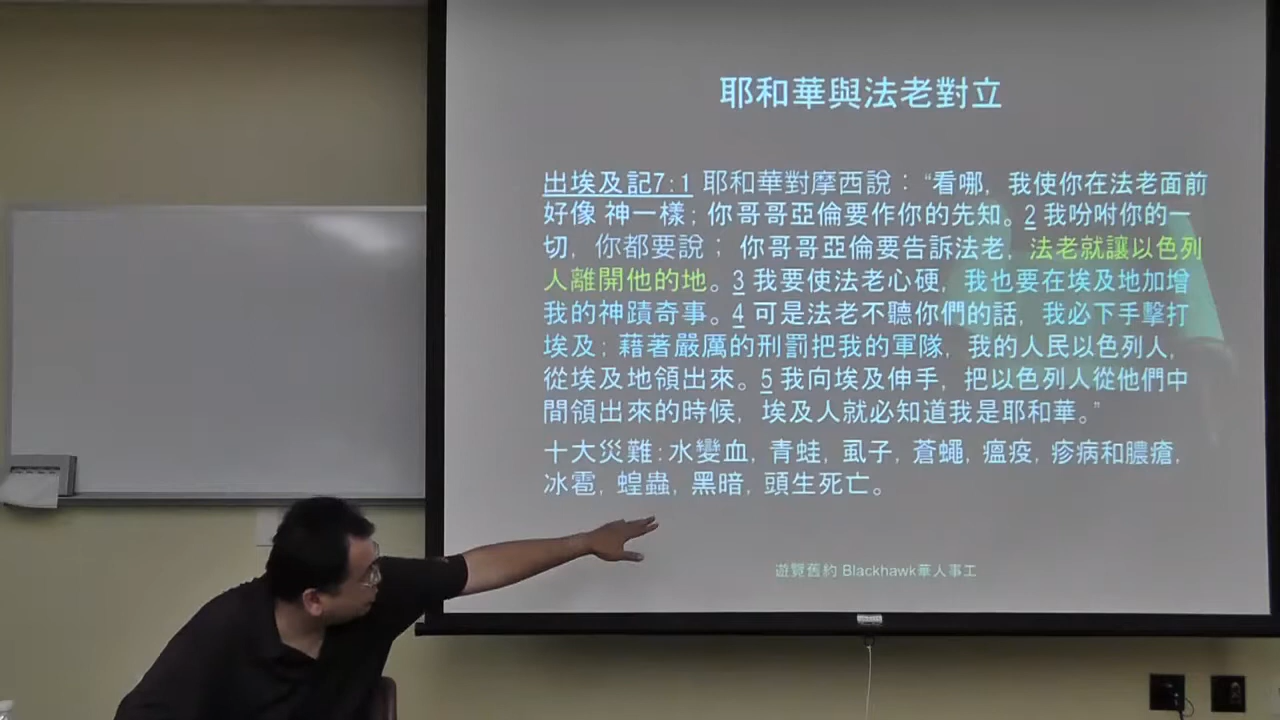 耶和華與法老對立
出埃及記7:1 耶和華對摩西說：“看哪，我使你在法老面前
好像 神一樣；你哥哥亞倫要作你的先知。2 我吩咐你的一
切，你都要說； 你哥哥亞倫要告訴法老，法老就讓以色列
人離開他的地。3 我要使法老心硬，我也要在埃及地加增
我的神蹟奇事。4 可是法老不聽你們的話，我必下手擊打
埃及；藉著嚴厲的刑罰把我的軍隊，我的人民以色列人，
從埃及地領出來。5 我向埃及伸手，把以色列人從他們中
間領出來的時候，埃及人就必知道我是耶和華。”
十大災難：水變血，青蛙，虱子，蒼蠅，瘟疫，疹病和膿瘡，
冰雹，蝗蟲，黑暗，頭生死亡。
遊覽舊約 Blackhawk華人事工